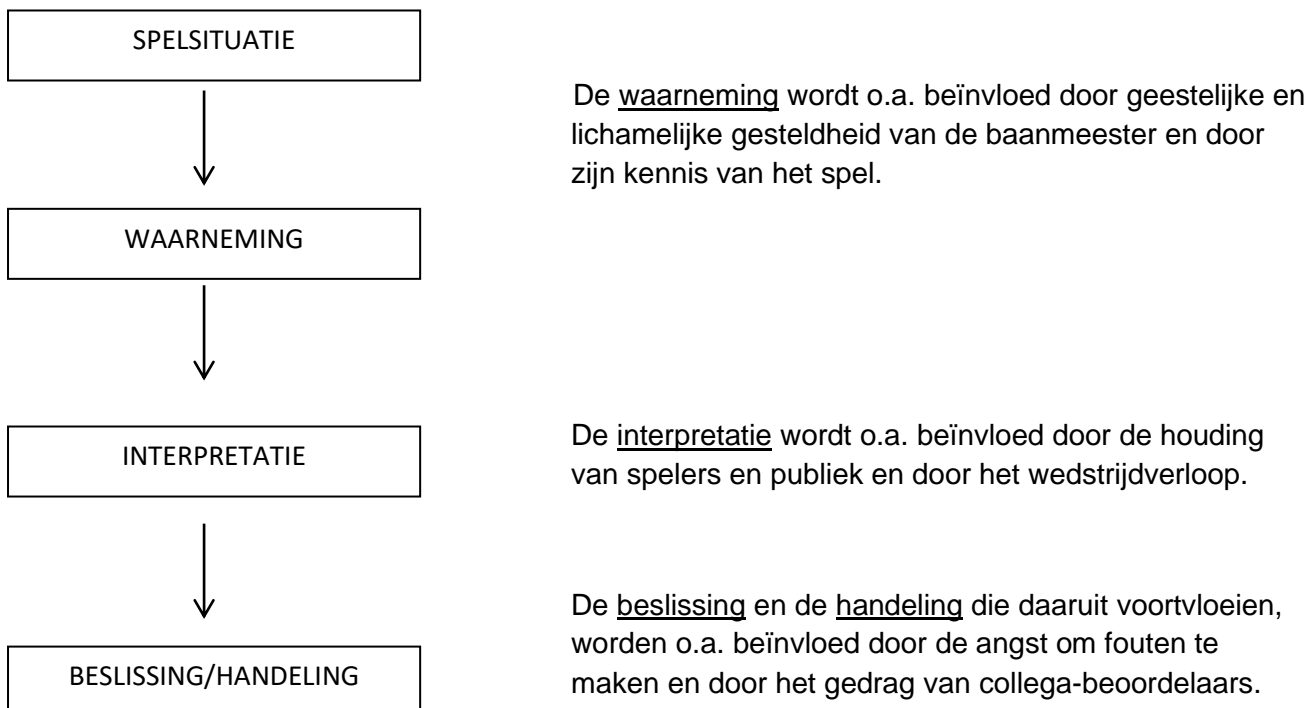 SPELSITUATIE
De waarneming wordt o.a. beïnvloed door geestelijke en
lichamelijke gesteldheid van de baanmeester en door
zijn kennis van het spel.
WAARNEMING
INTERPRETATIE
De interpretatie wordt o.a. beïnvloed door de houding
van spelers en publiek en door het wedstrijdverloop.
BESLISSING/HANDELING
De beslissing en de handeling die daaruit voortvloeien,
worden o.a. beïnvloed door de angst om fouten te
maken en door het gedrag van collega-beoordelaars.